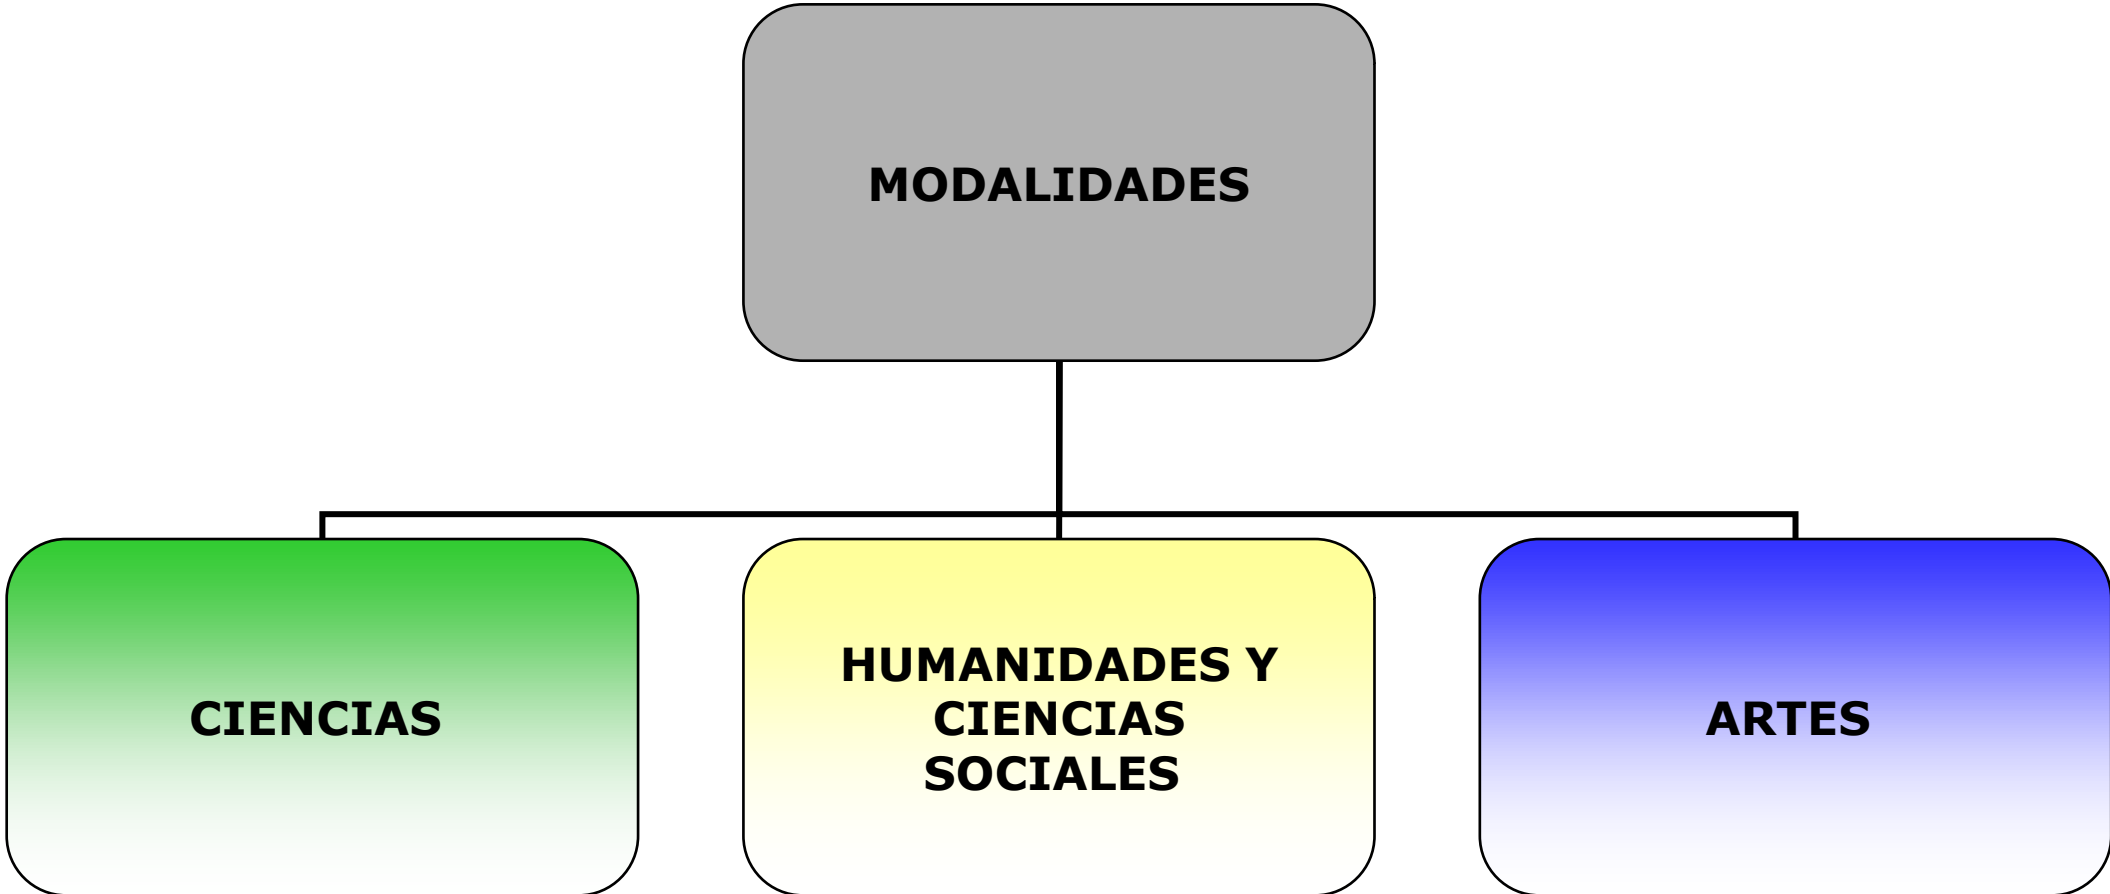 MODALIDADES
CIENCIAS
HUMANIDADES Y
CIENCIAS
SOCIALES
ARTES